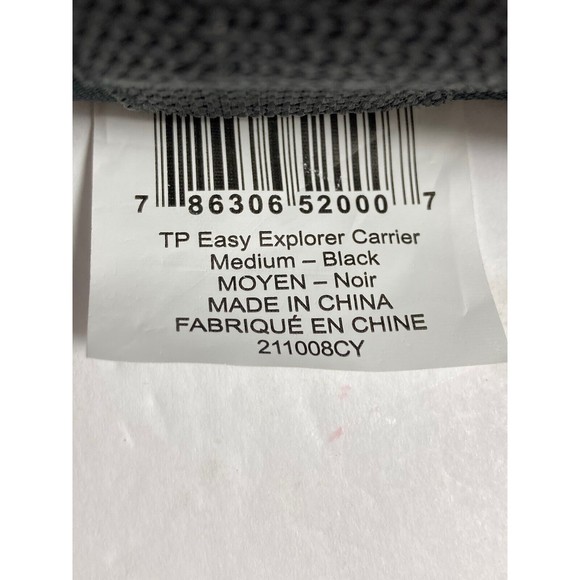 7 86306 52000 7
TP Easy Explorer Carrier
Medium – Black
MOYEN – Noir
MADE IN CHINA
FABRIQUÉ EN CHINE
211008CY